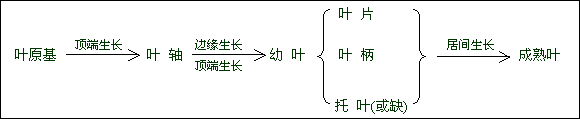 叶 片
顶端生长 边缘生长 居间生长
叶原基 叶 轴 幼 叶 叶 柄 成熟叶
顶端生长
托 叶(或缺)